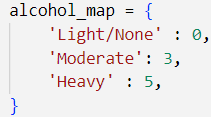 alcohol_map = {
    'Light/None' : 0,
    'Moderate': 3,
    'Heavy' : 5,
}